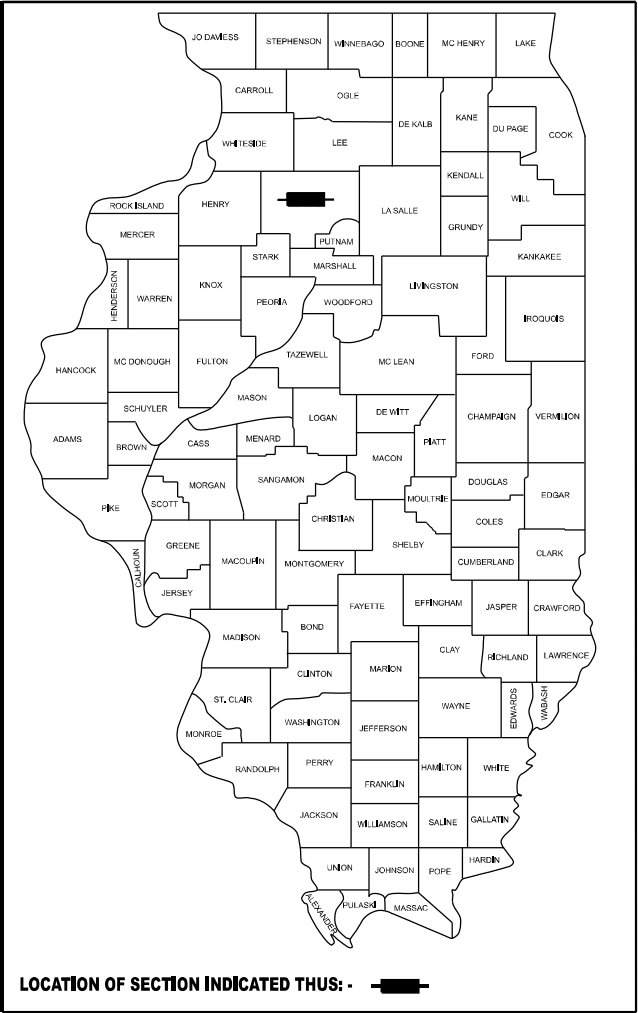 JO DAVIESS
STEPHENSON
WINNEBAGO
BOONE
MC HENRY
LAKE
CARROLL
OGLE
DE KALB
KANE
DU PAGE
COOK
WHITESIDE
LEE
KENDALL
WILL
ROCK ISLAND
HENRY
LA SALLE
GRUNDY
MERCER
PUTNAM
STARK
MARSHALL
KANKAKEE
HENDERSON
WARREN
KNOX
PEORIA
WOODFORD
LIVINGSTON
IROQUOIS
HANCOCK
MC DONOUGH
FULTON
TAZEWELL
MC LEAN
FORD
MASON
SCHUYLER
LOGAN
DE WITT
CHAMPAIGN
VERMILION
ADAMS
BROWN
CASS
MENARD
PIATT
MACON
MORGAN
SANGAMON
DOUGLAS
EDGAR
PIKE
SCOTT
CHRISTIAN
MOULTRIE
COLES
GREENE
MACOUPIN
MONTGOMERY
SHELBY
CUMBERLAND
CLARK
CALHOUN
JERSEY
FAYETTE
EFFINGHAM
JASPER
CRAWFORD
MADISON
BOND
CLAY
RICHLAND
LAWRENCE
CLINTON
MARION
ST. CLAIR
WAYNE
EDWARDS
WABASH
WASHINGTON
JEFFERSON
MONROE
RANDOLPH
PERRY
HAMILTON
WHITE
FRANKLIN
JACKSON
WILLIAMSON
SALINE
GALLATIN
UNION
JOHNSON
POPE
HARDIN
ALEXANDER
PULASKI
MASSAC
LOCATION OF SECTION INDICATED THUS: -